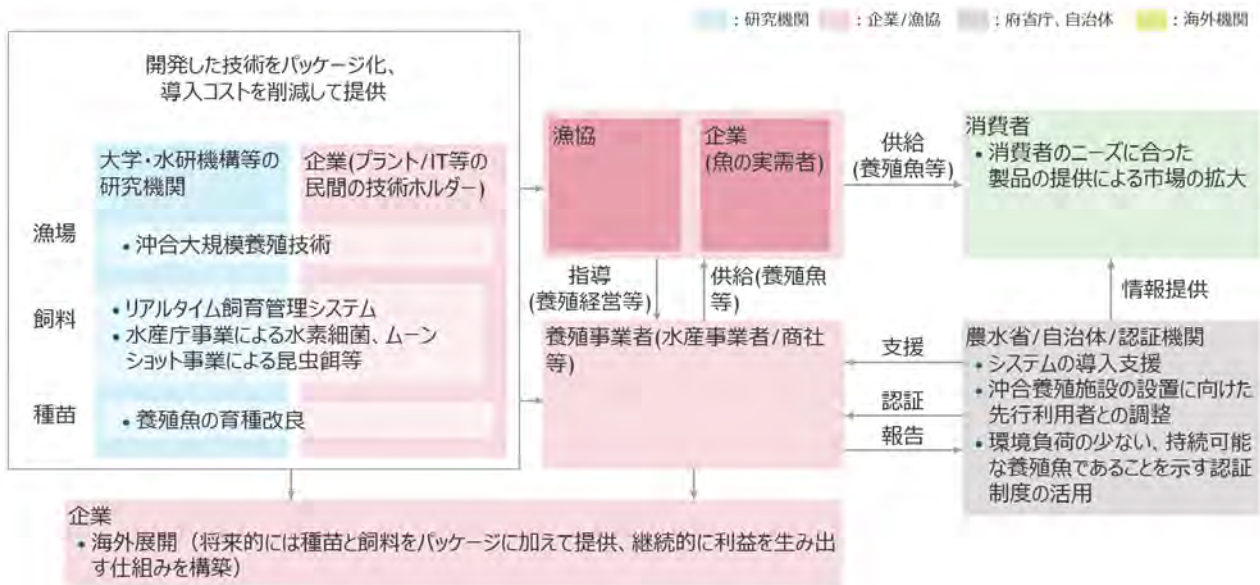 ：研究機関
：企業/漁協
：府省庁、自治体
：海外機関
開発した技術をパッケージ化、
導入コストを削減して提供
大学・水研機構等の
研究機関
企業(プラント/IT等の
民間の技術ホルダー)
漁場
• 沖合大規模養殖技術
飼料
• リアルタイム飼育管理システム
• 水産庁事業による水素細菌、ムーン
ショット事業による昆虫餌等
種苗
• 養殖魚の育種改良
漁協
企業
(魚の実需者)
供給
(養殖魚等)
消費者
• 消費者のニーズに合った
製品の提供による市場の拡大
指導
(養殖経営等)
供給(養殖魚
等)
情報提供
養殖事業者(水産事業者/商社
等)
支援
認証
報告
農水省/自治体/認証機関
• システムの導入支援
• 沖合養殖施設の設置に向けた
先行利用者との調整
• 環境負荷の少ない、持続可能
な養殖魚であることを示す認証
制度の活用
企業
• 海外展開（将来的には種苗と飼料をパッケージに加えて提供、継続的に利益を生み出
す仕組みを構築）